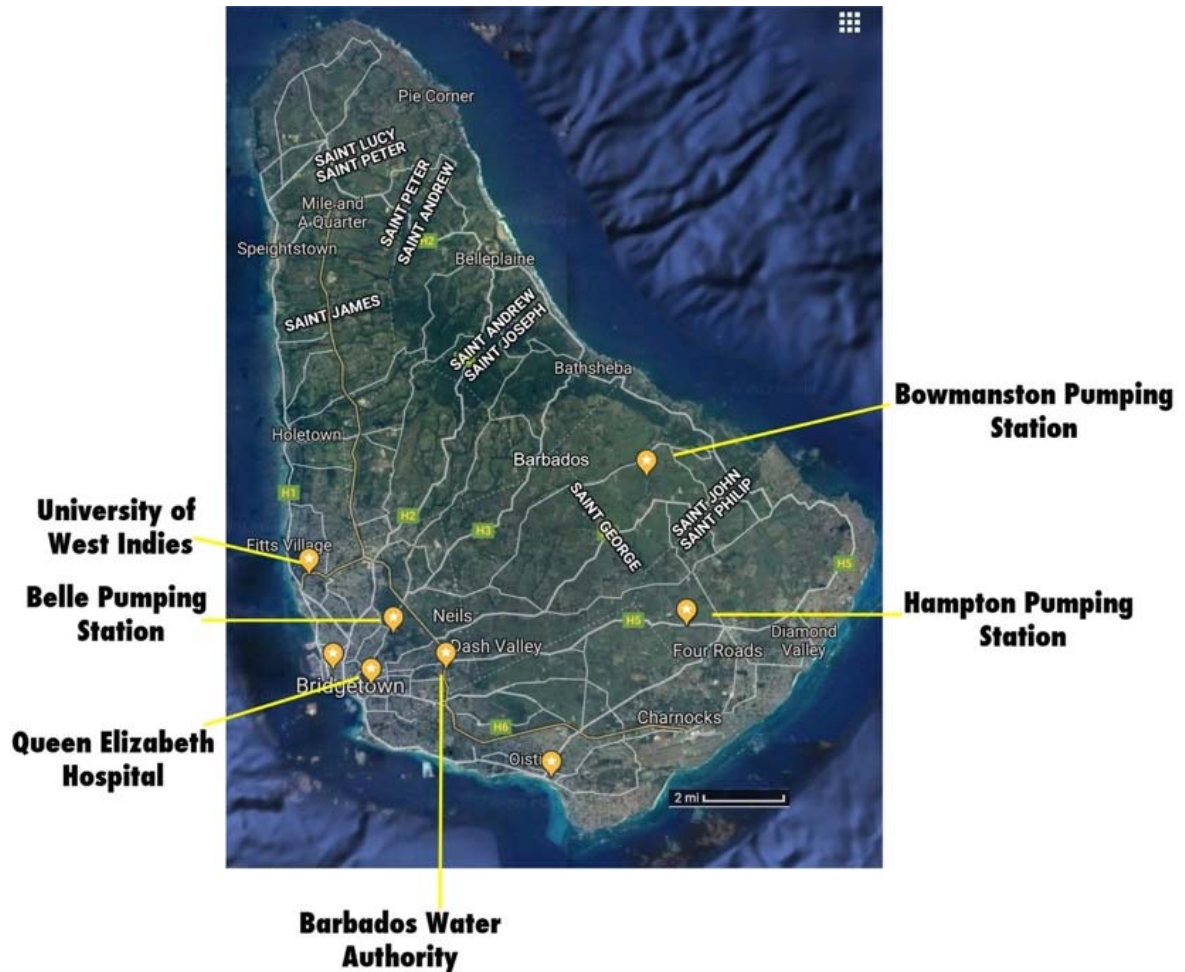 Pie Corner
SAINT LUCY
SAINT PETER
SAINT PETER
SAINT ANDREW
Mile and
A Quarter
H2
Speightstown
Belleplaine
SAINT JAMES
SAINT ANDREW
SAINT JOSEPH
Bathsheba
Bowmanston Pumping
Station
Holetown
Barbados
SAINT JOHN
SAINT PHILIP
SAINT GEORGE
H1
H2
H3
University of
West Indies
Fitts Village
H5
Belle Pumping
Station
Neils
H5
Hampton Pumping
Station
Dash Valley
Four Roads
Diamond
Valley
Bridgetown
Queen Elizabeth
Hospital
H6
Charnocks
2 mi
Barbados Water
Authority